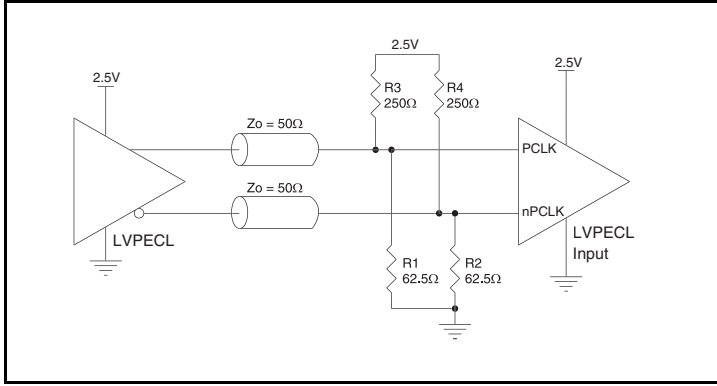 2.5V
2.5V
2.5V
R3
250Ω
R4
250Ω
Zo = 50Ω
PCLK
Zo = 50Ω
nPCLK
LVPECL
LVPECL
Input
R1
62.5Ω
R2
62.5Ω